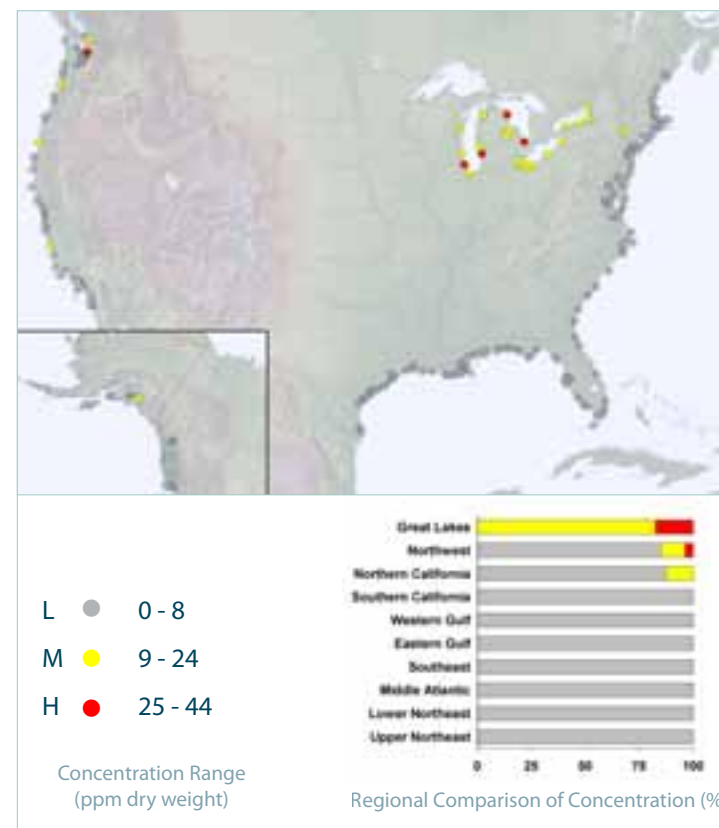 Great Lakes
Northwest
Northern California
Southern California
Western Gulf
Eastern Gulf
Southeast
Middle Atlantic
Lower Northeast
Upper Northeast
0 25 50 75 100
L 0 - 8
M 9 - 24
H 25 - 44
Concentration Range
(ppm dry weight)
Regional Comparison of Concentration (%